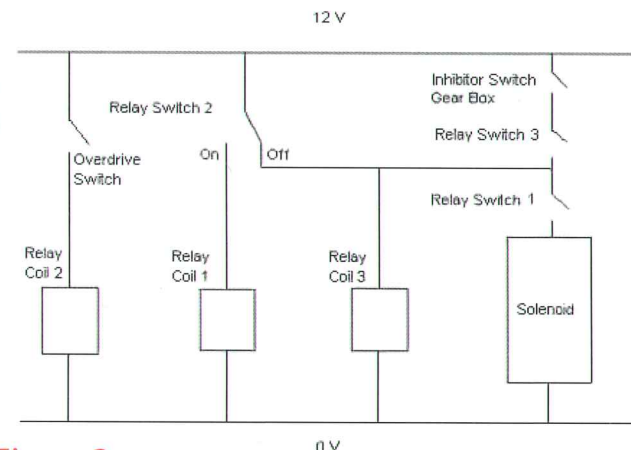 12 V
Inhibitor Switch
Gear Box
Relay Switch 2
Relay Switch 3
On
Off
Overdrive
Switch
Relay Switch 1
Relay
Coil 2
Relay
Coil 1
Relay
Coil 3
Solenoid
0 V